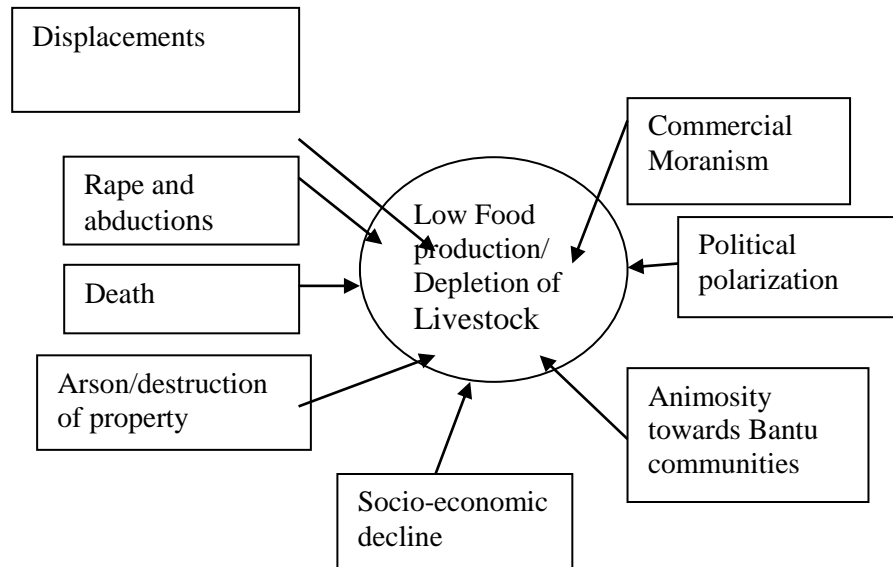 Displacements
Commercial
Moranism
Rape and
abductions
Low Food
production/
Depletion of
Livestock
Political
polarization
Death
Arson/destruction
of property
Animosity
towards Bantu
communities
Socio-economic
decline